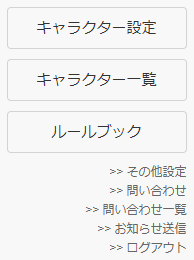 キャラクター設定
キャラクター一覧
ルールブック
>> その他設定
>> 問い合わせ
>> 問い合わせ一覧
>> お知らせ送信
>> ログアウト